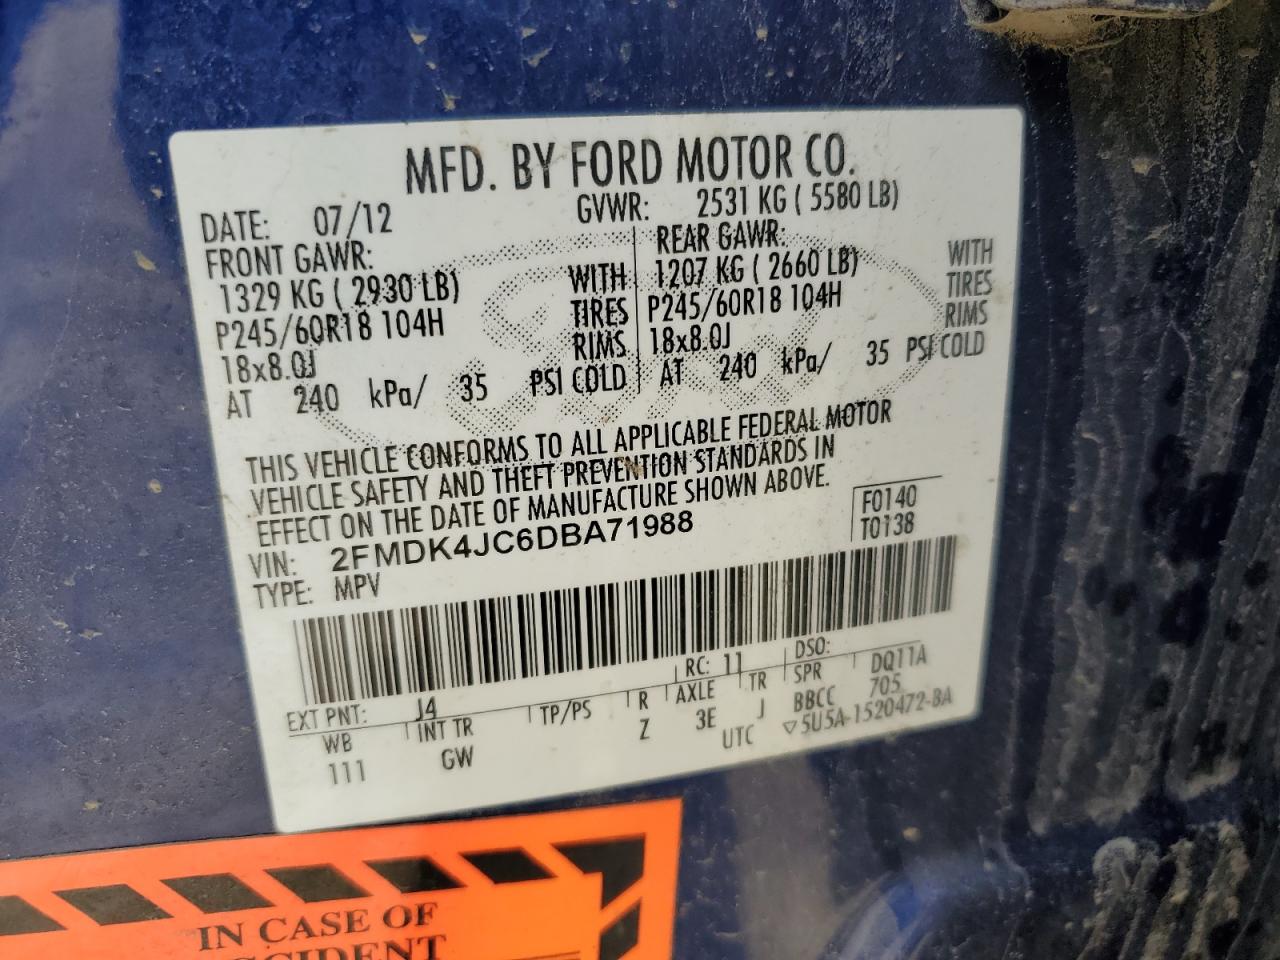 MFD. BY FORD MOTOR CO.
DATE: 07/12 GVWR: 2531 KG ( 5580 LB)
FRONT GAWR: REAR GAWR:
1329 KG ( 2930 LB) WITH 1207 KG ( 2660 LB) WITH
P245/60R18 104H TIRES P245/60R18 104H TIRES
18x8.0J RIMS 18x8.0J RIMS
AT 240 kPa/ 35 PSI COLD AT 240 kPa/ 35 PSI COLD
THIS VEHICLE CONFORMS TO ALL APPLICABLE FEDERAL MOTOR
VEHICLE SAFETY AND THEFT PREVENTION STANDARDS IN
EFFECT ON THE DATE OF MANUFACTURE SHOWN ABOVE.
F0140
VIN: 2FMDK4JC6DBA71988 T0138
TYPE: MPV
EXT PNT: J4 RC: 11 DSO:
WB INT TR TP/PS R AXLE TR SPR DQ11A
111 GW Z 3E J BBCC 705
UTC ▽5U5A-1520472-BA
IN CASE OF